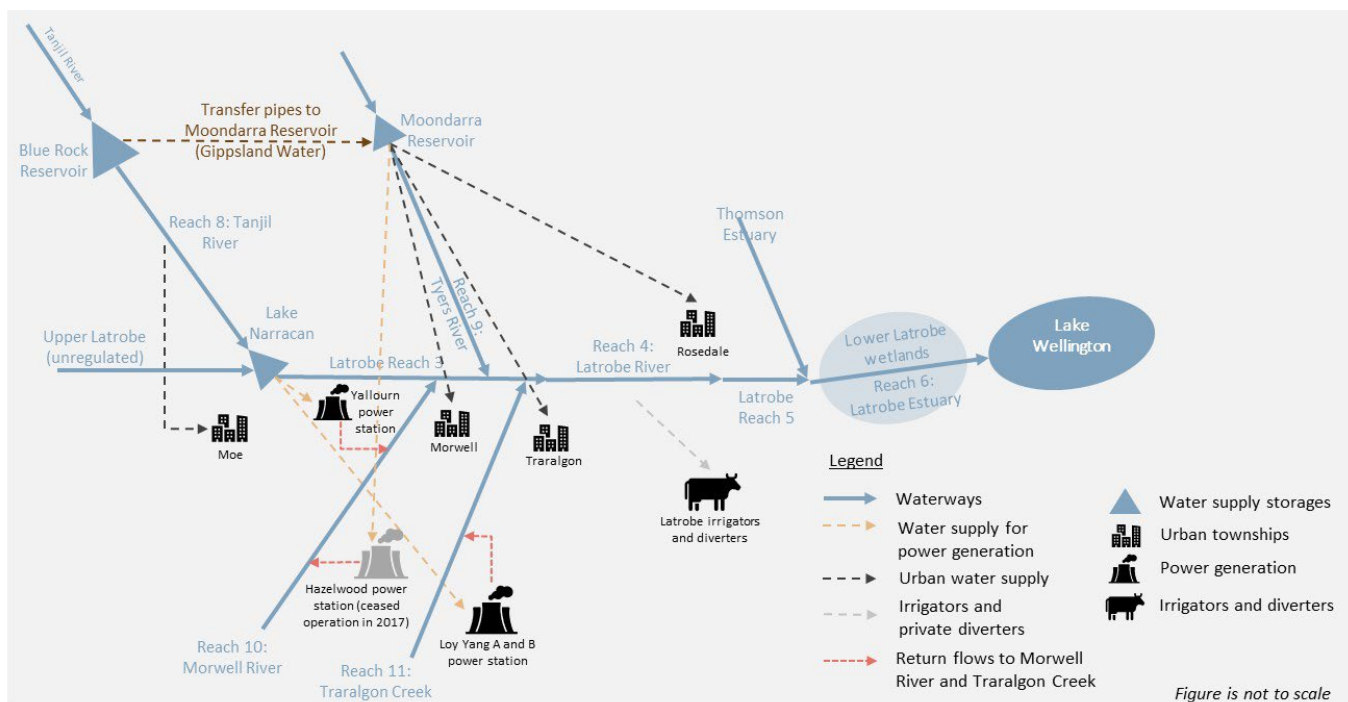 Tanjil River
Blue Rock
Reservoir
Transfer pipes to
Moondarra Reservoir
(Gippsland Water)
Moondarra
Reservoir
Reach 8: Tanjil
River
Thomson
Estuary
Upper Latrobe
(unregulated)
Lake
Narracan
Latrobe Reach 3
Reach 9:
Tyers River
Rosedale
Reach 4:
Latrobe River
Latrobe
Reach 5
Lower Latrobe
wetlands
Reach 6:
Latrobe Estuary
Lake
Wellington
Moe
Yallourn
power
station
Morwell
Traralgon
Latrobe irrigators
and diverters
Hazelwood power
station (ceased
operation in 2017)
Loy Yang A and B
power station
Reach 10:
Morwell River
Reach 11:
Traralgon Creek
Legend
Waterways
Water supply for
power generation
Urban water supply
Irrigators and
private diverters
Return flows to Morwell
River and Traralgon Creek
Water supply storages
Urban townships
Power generation
Irrigators and diverters
Figure is not to scale